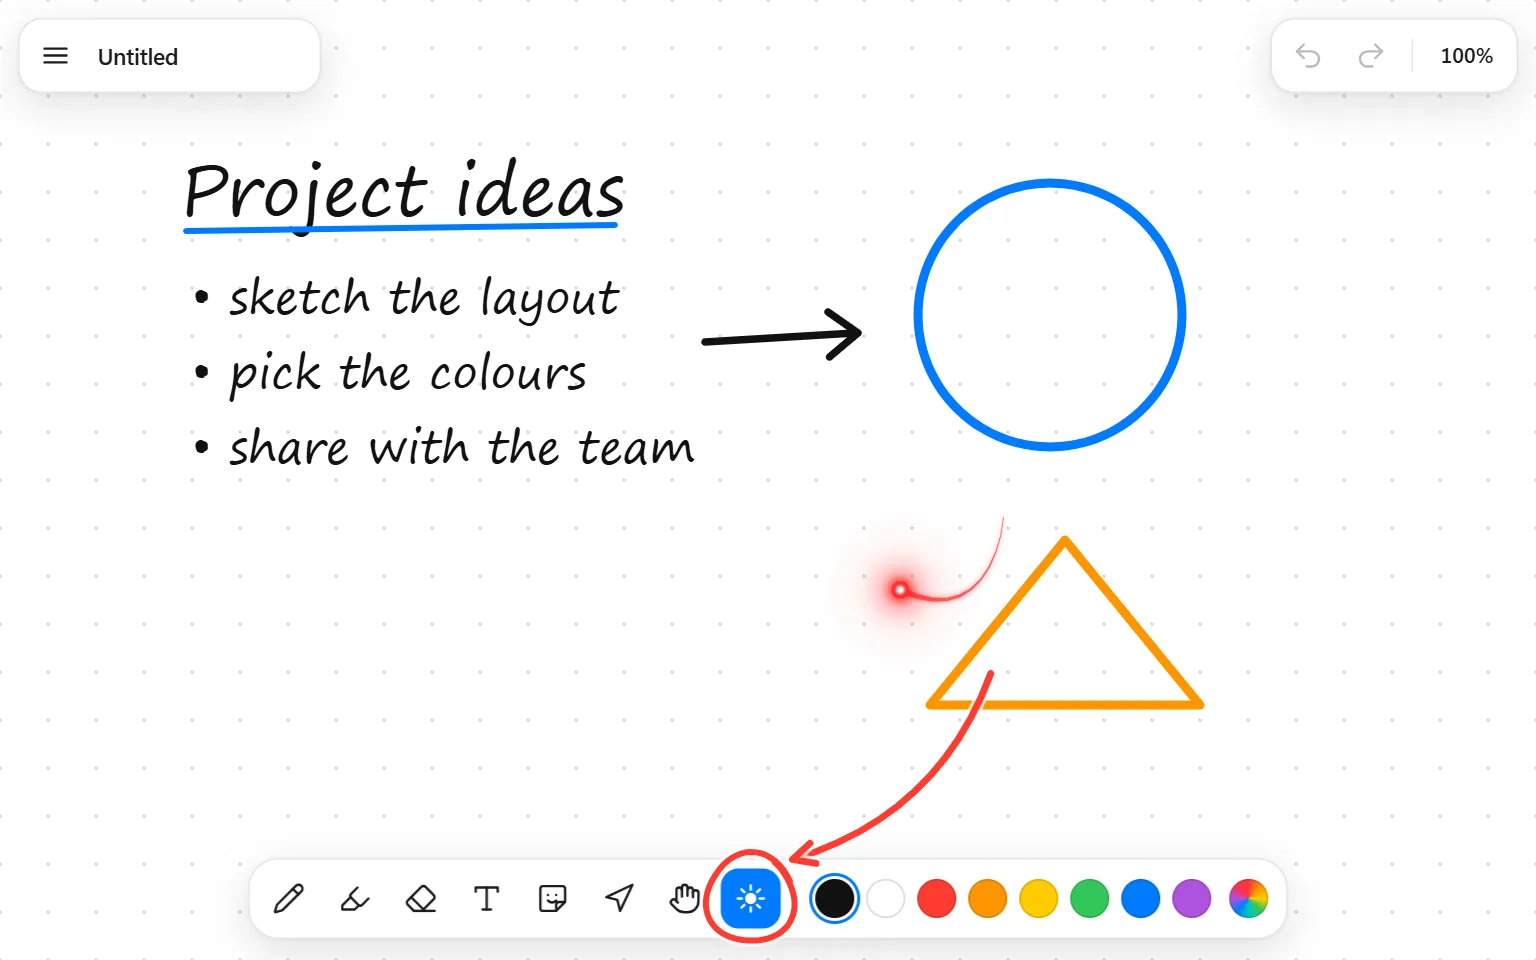 Untitled
100%
Project ideas
• sketch the layout
• pick the colours
• share with the team